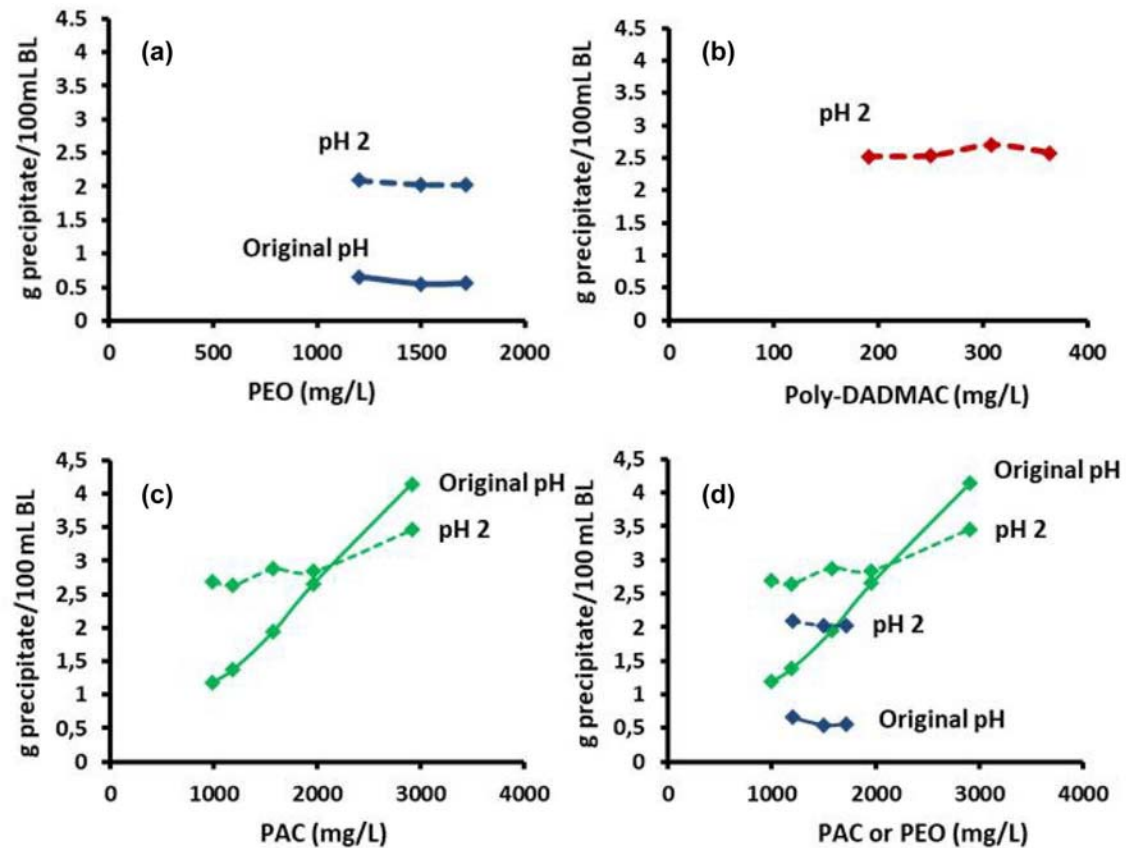 (a)
g precipitate/100mL BL
4.5
4
3.5
3
2.5
2
1.5
1
0.5
0
pH 2
Original pH
0 500 1000 1500 2000
PEO (mg/L)
(b)
g precipitate/100mL BL
4.5
4
3.5
3
2.5
2
1.5
1
0.5
0
pH 2
0 100 200 300 400
Poly-DADMAC (mg/L)
(c)
g precipitate/100 mL BL
4,5
4
3,5
3
2,5
2
1,5
1
0,5
0
Original pH
pH 2
0 1000 2000 3000 4000
PAC (mg/L)
(d)
g precipitate/100 mL BL
4,5
4
3,5
3
2,5
2
1,5
1
0,5
0
Original pH
pH 2
pH 2
Original pH
0 1000 2000 3000 4000
PAC or PEO (mg/L)